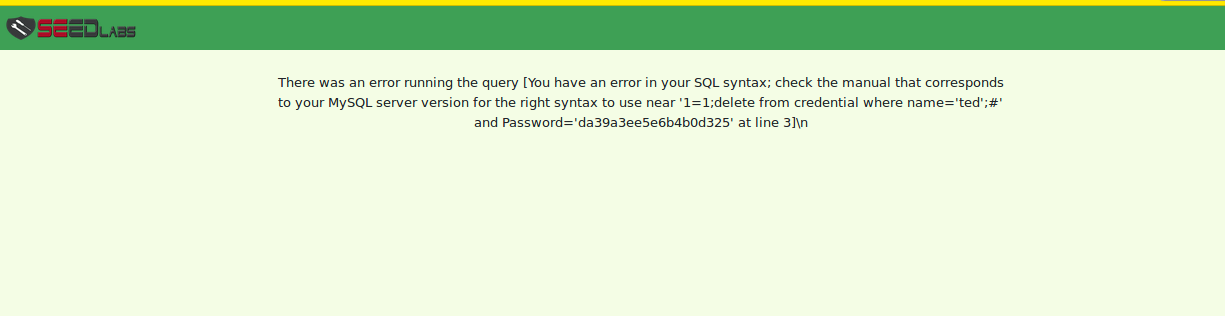 SEEDLABS
There was an error running the query [You have an error in your SQL syntax; check the manual that corresponds
to your MySQL server version for the right syntax to use near '1=1;delete from credential where name='ted';#'
and Password='da39a3ee5e6b4b0d325' at line 3]\n